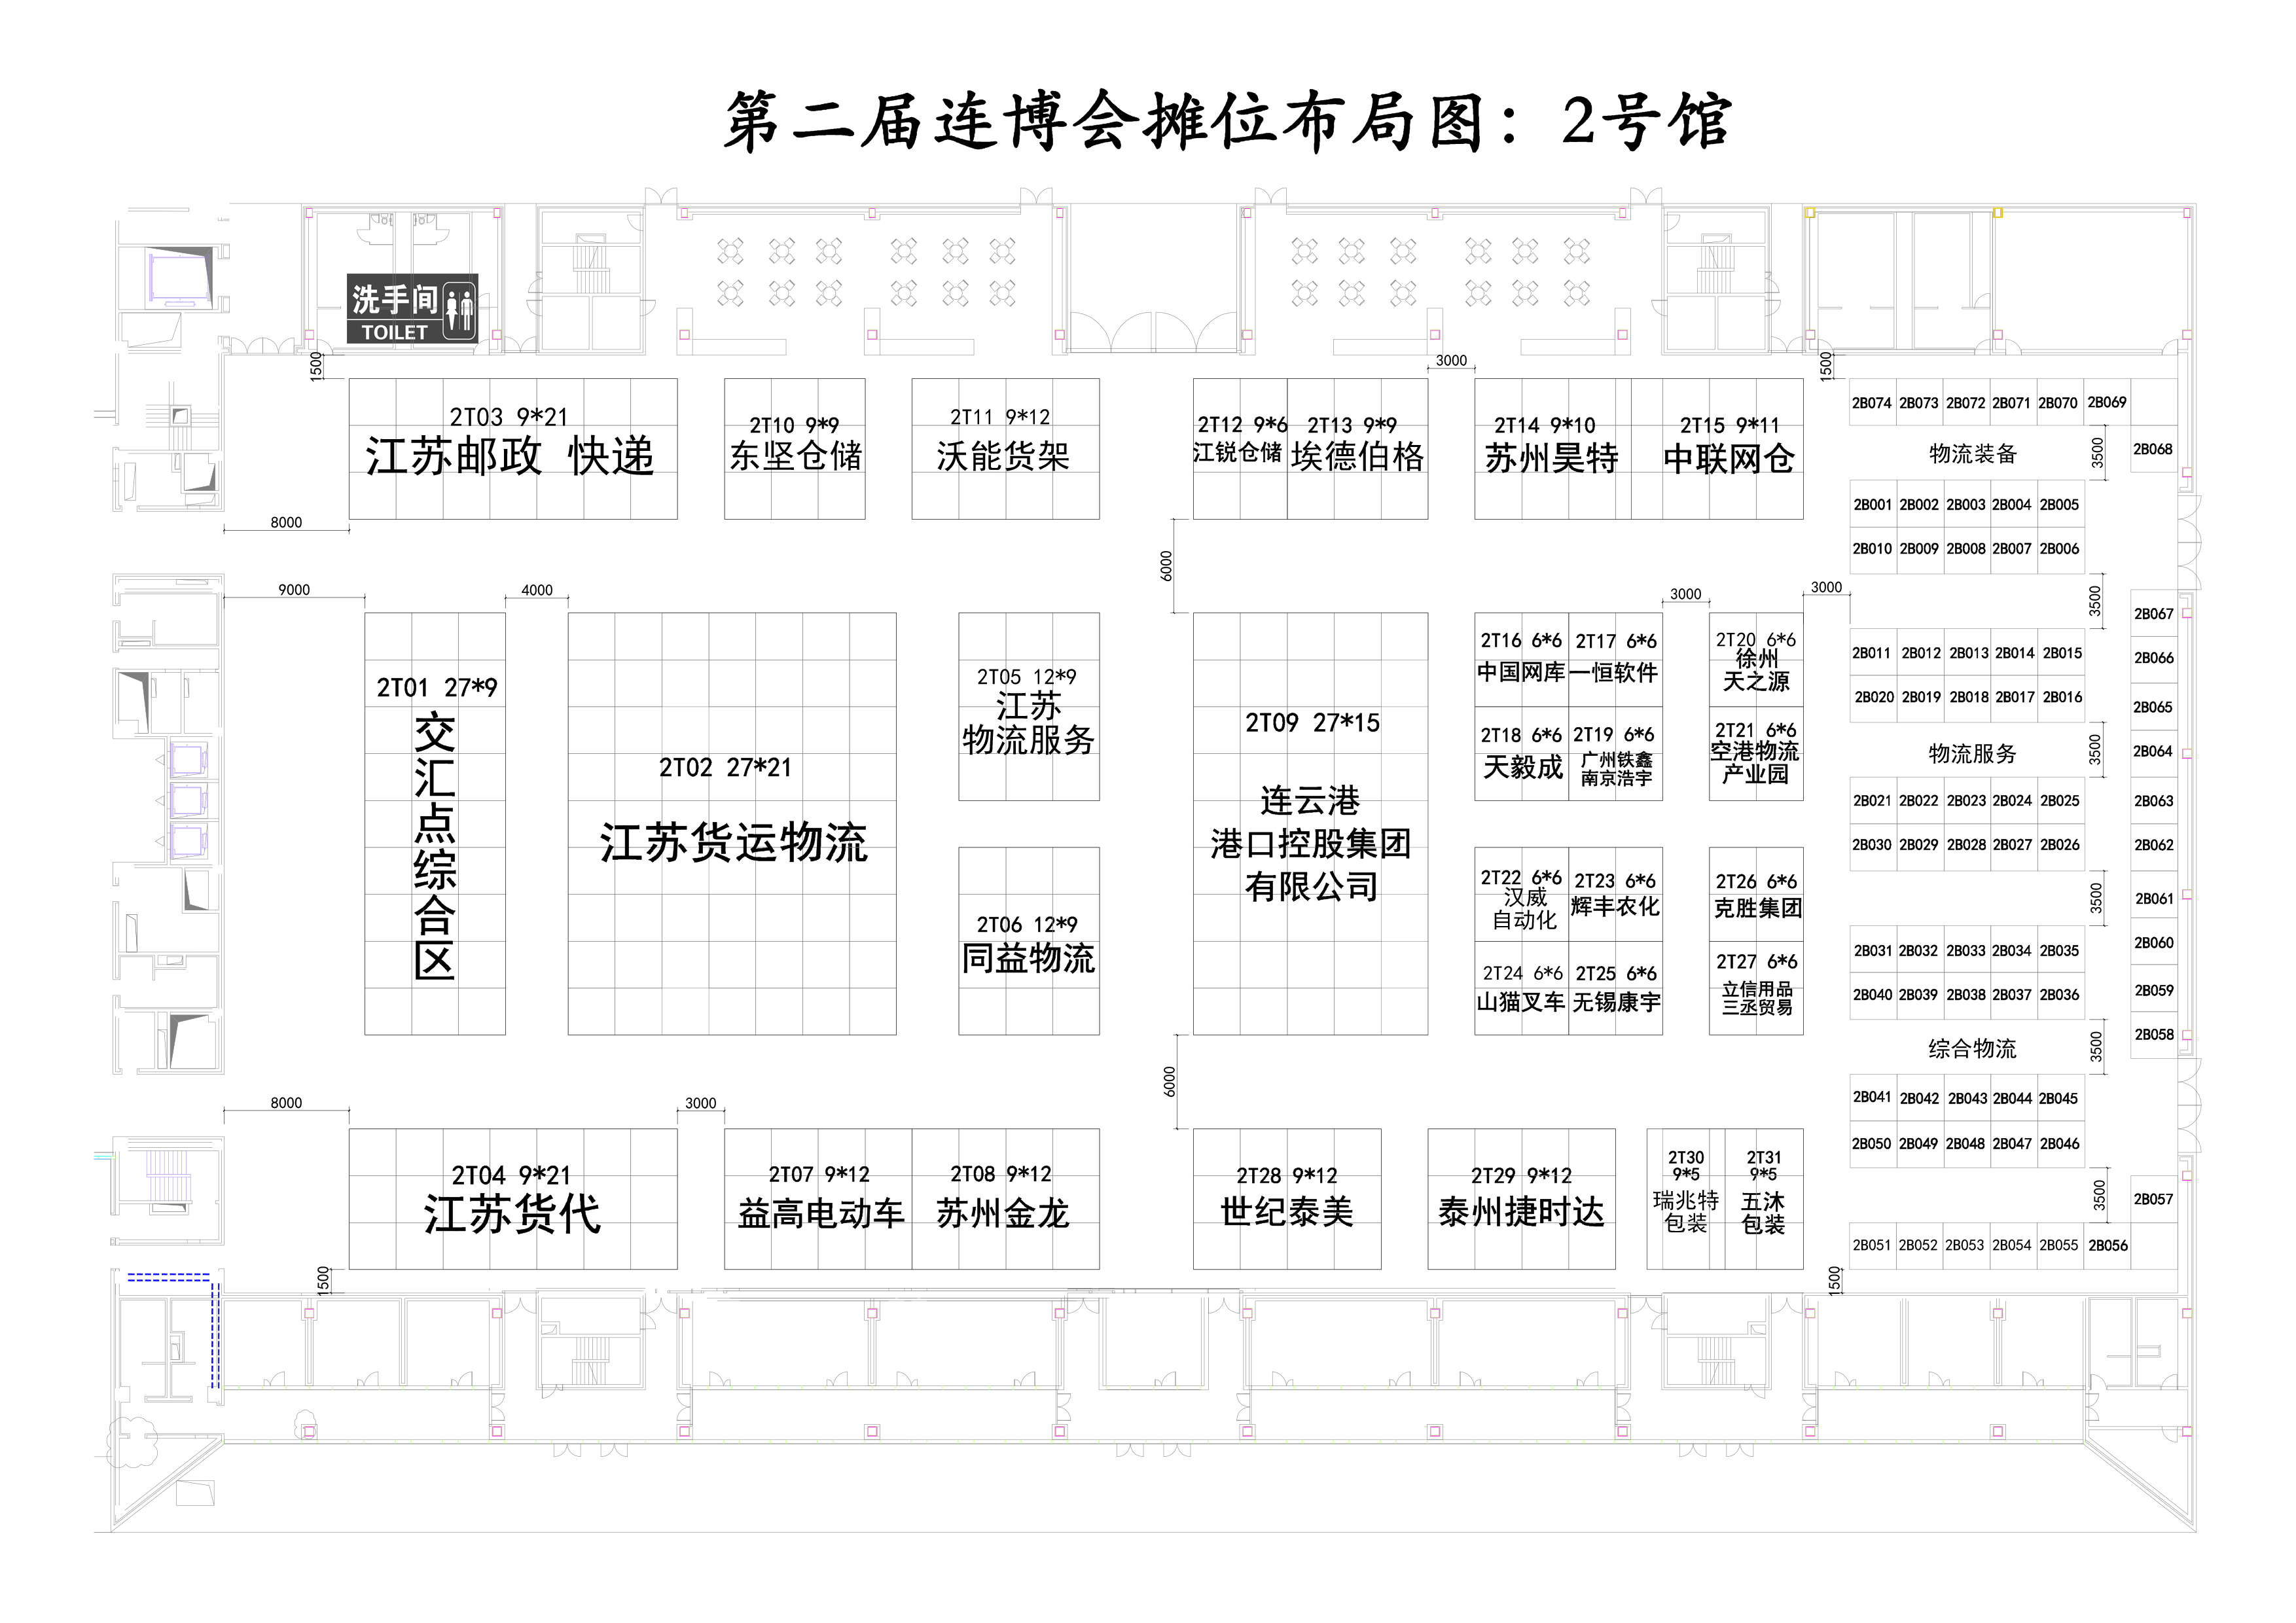 第二届连博会摊位布局图：2号馆
洗手间
TOILET
1500
3000
1500
2T03 9*21
江苏邮政 快递
2T10 9*9
东坚仓储
2T11 9*12
沃能货架
2T12 9*6
江锐仓储
2T13 9*9
埃德伯格
2T14 9*10
苏州昊特
2T15 9*11
中联网仓
2B074 2B073 2B072 2B071 2B070 2B069
物流装备
3500
2B068
2B001 2B002 2B003 2B004 2B005
2B010 2B009 2B008 2B007 2B006
8000
6000
9000
4000
3000
3000
3500
2T01 27*9
交汇点综合区
2T02 27*21
江苏货运物流
2T05 12*9
江苏
物流服务
2T06 12*9
同益物流
2T09 27*15
连云港
港口控股集团
有限公司
2T16 6*6
中国网库
2T17 6*6
一恒软件
2T18 6*6
天毅成
2T19 6*6
广州铁鑫
南京浩宇
2T20 6*6
徐州
天之源
2T21 6*6
空港物流
产业园
2T22 6*6
汉威
自动化
2T23 6*6
辉丰农化
2T24 6*6
山猫叉车
2T25 6*6
无锡康宇
2T26 6*6
克胜集团
2T27 6*6
立信用品
三丞贸易
2B011 2B012 2B013 2B014 2B015
2B020 2B019 2B018 2B017 2B016
物流服务
3500
2B021 2B022 2B023 2B024 2B025
2B030 2B029 2B028 2B027 2B026
3500
2B031 2B032 2B033 2B034 2B035
2B040 2B039 2B038 2B037 2B036
综合物流
3500
2B041 2B042 2B043 2B044 2B045
2B050 2B049 2B048 2B047 2B046
3500
2B067
2B066
2B065
2B064
2B063
2B062
2B061
2B060
2B059
2B058
2B057
2B051 2B052 2B053 2B054 2B055 2B056
8000
3000
6000
2T04 9*21
江苏货代
2T07 9*12
益高电动车
2T08 9*12
苏州金龙
2T28 9*12
世纪泰美
2T29 9*12
泰州捷时达
2T30
9*5
瑞兆特
包装
2T31
9*5
五沐
包装
1500
1500